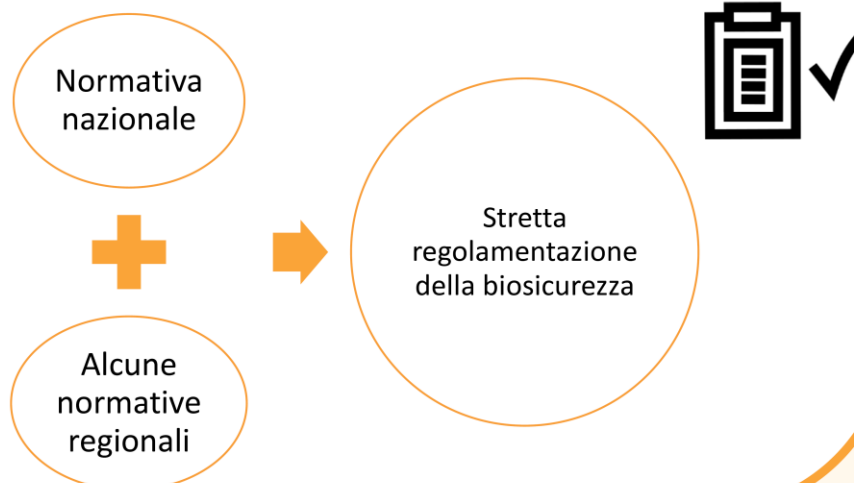 Normativa
nazionale
Alcune
normative
regionali
Stretta
regolamentazione
della biosicurezza